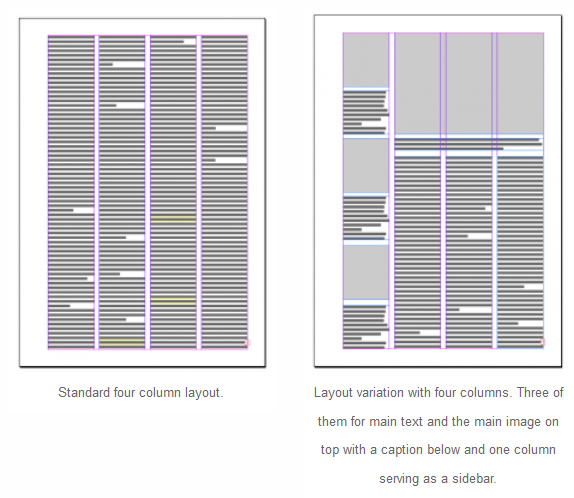 Standard four column layout.
Layout variation with four columns. Three of
them for main text and the main image on
top with a caption below and one column
serving as a sidebar.